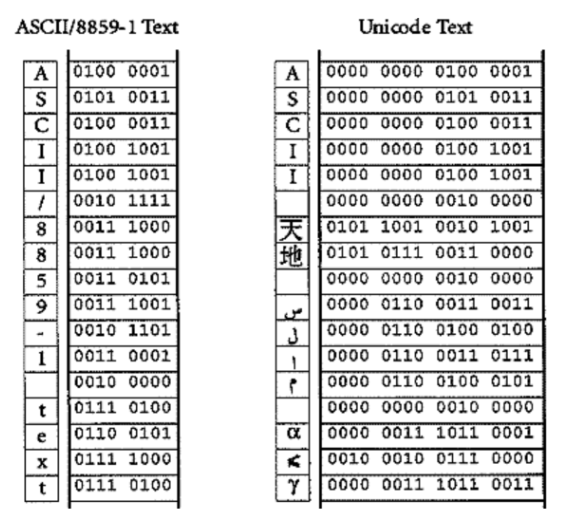 ASCII/8859-1 Text
A 0100 0001
S 0101 0011
C 0100 0011
I 0100 1001
I 0100 1001
/ 0010 1111
8 0011 1000
8 0011 1000
5 0011 0101
9 0011 1001
- 0010 1101
1 0011 0001
0010 0000
t 0111 0100
e 0110 0101
x 0111 1000
t 0111 0100
Unicode Text
A 0000 0000 0100 0001
S 0000 0000 0101 0011
C 0000 0000 0100 0011
I 0000 0000 0100 1001
I 0000 0000 0100 1001
0000 0000 0010 0000
天 0101 1001 0010 1001
地 0101 0111 0011 0000
0000 0000 0010 0000
س 0000 0110 0011 0011
ل 0000 0110 0100 0100
ا 0000 0110 0011 0111
م 0000 0110 0100 0101
0000 0000 0010 0000
α 0000 0011 1011 0001
≰ 0010 0010 0111 0000
γ 0000 0011 1011 0011